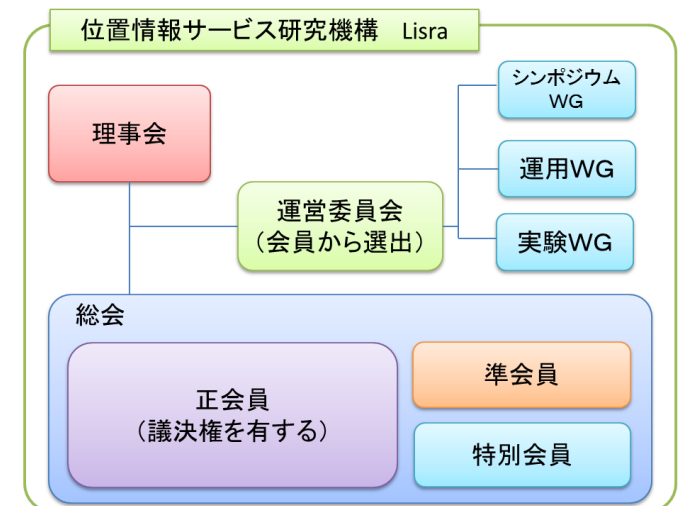 位置情報サービス研究機構 Lisra
理事会
運営委員会
（会員から選出）
シンポジウム
WG
運用WG
実験WG
総会
正会員
（議決権を有する）
準会員
特別会員